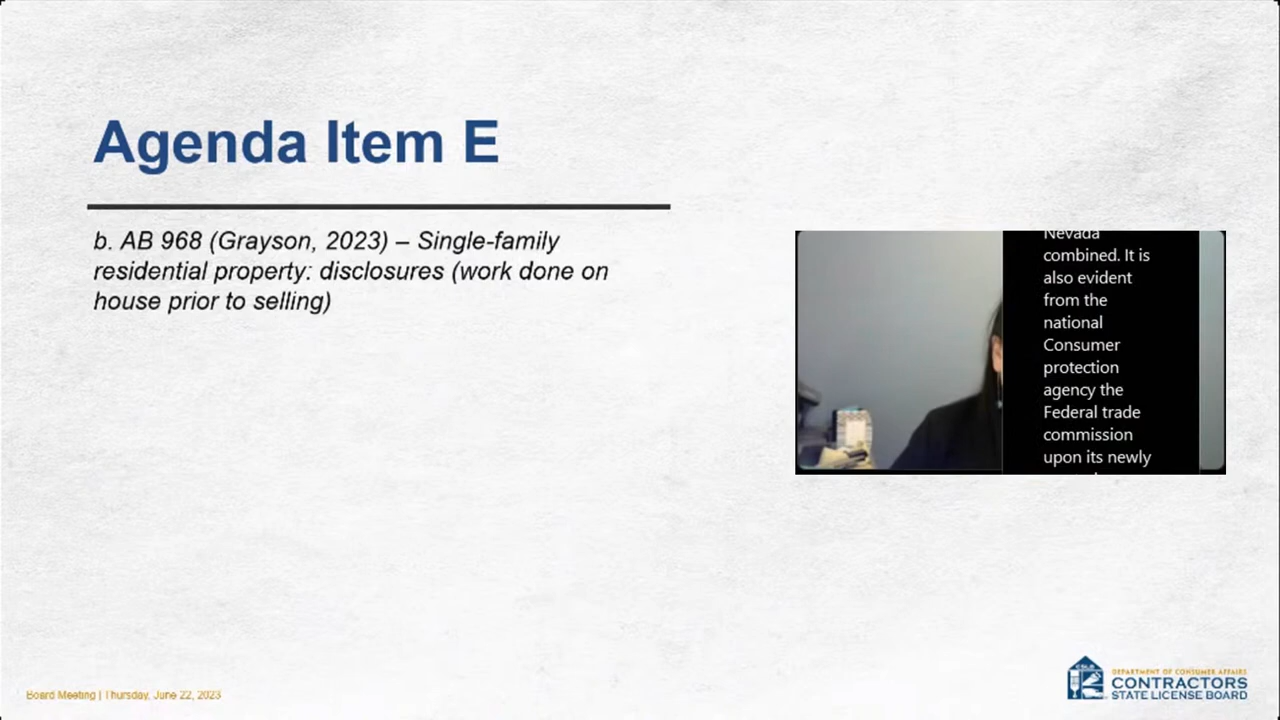 Agenda Item E
b. AB 968 (Grayson, 2023) – Single-family
residential property: disclosures (work done on
house prior to selling)
Nevada
combined. It is
also evident
from the
national
Consumer
protection
agency the
Federal trade
commission
upon its newly
Board Meeting | Thursday, June 22, 2023
CSLB
DEPARTMENT OF CONSUMER AFFAIRS
CONTRACTORS
STATE LICENSE BOARD